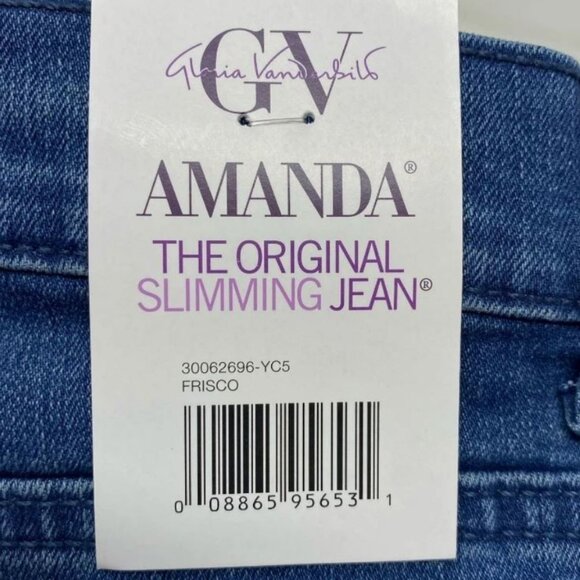 GV
Gloria Vanderbilt
AMANDA®
THE ORIGINAL
SLIMMING JEAN®
30062696-YC5
FRISCO
0 08865 95653 1